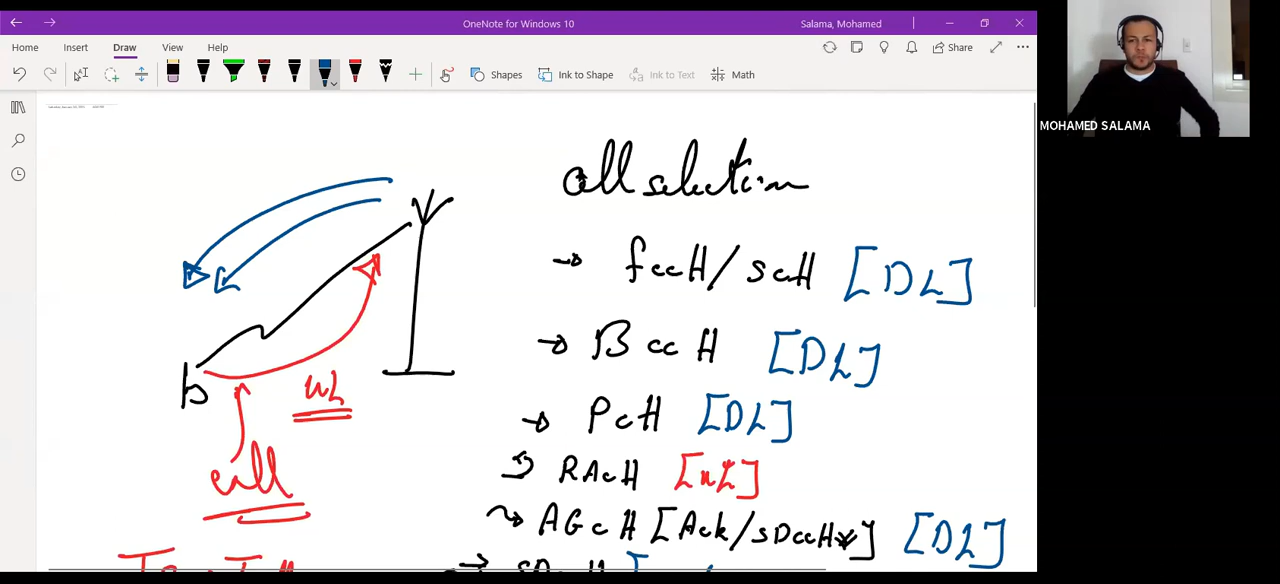 OneNote for Windows 10
Salama, Mohamed
Home Insert Draw View Help
Share
Shapes Ink to Shape Ink to Text Math
MOHAMED SALAMA
Cell selection
fccH/scH [DL]
BccH [DL]
PcH [DL]
RAcH [UL]
AGcH [Ack/sDccH*] [DL]
b
UL
call